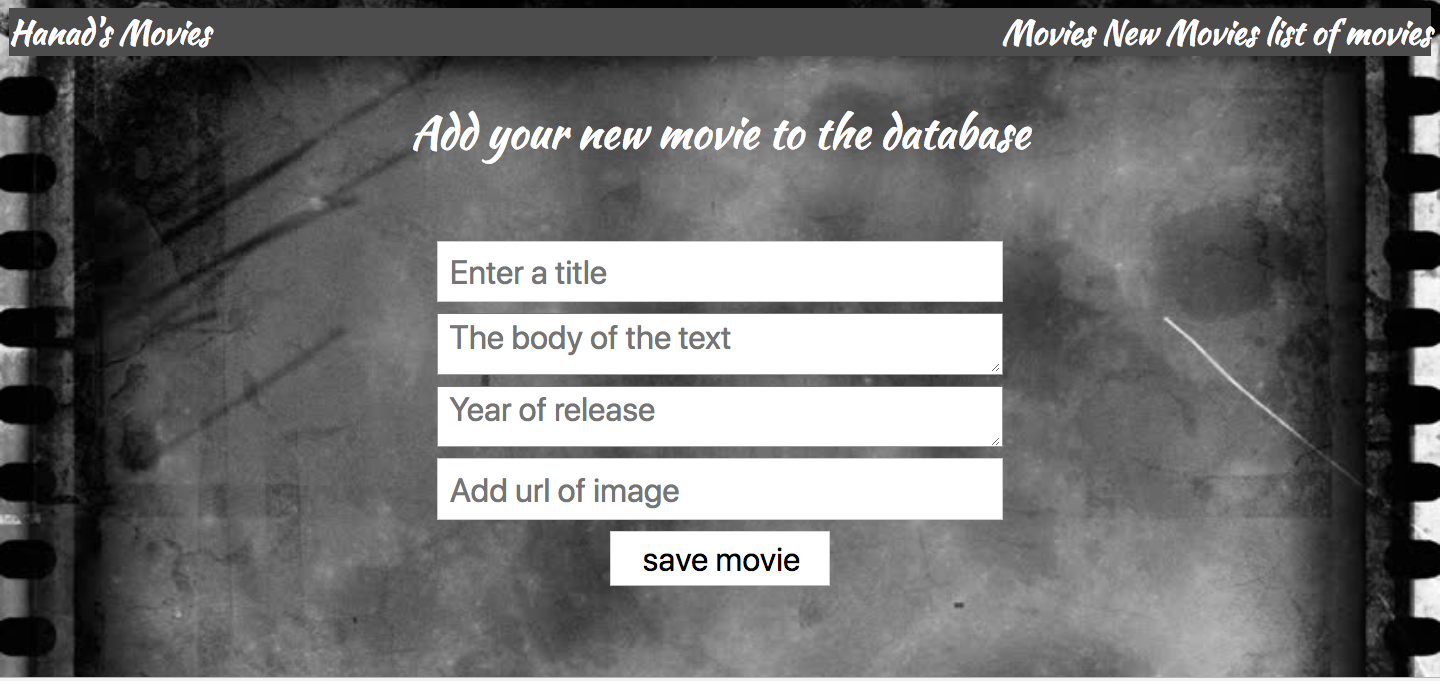 Hanad's Movies
Movies New Movies list of movies
Add your new movie to the database
Enter a title
The body of the text
Year of release
Add url of image
save movie